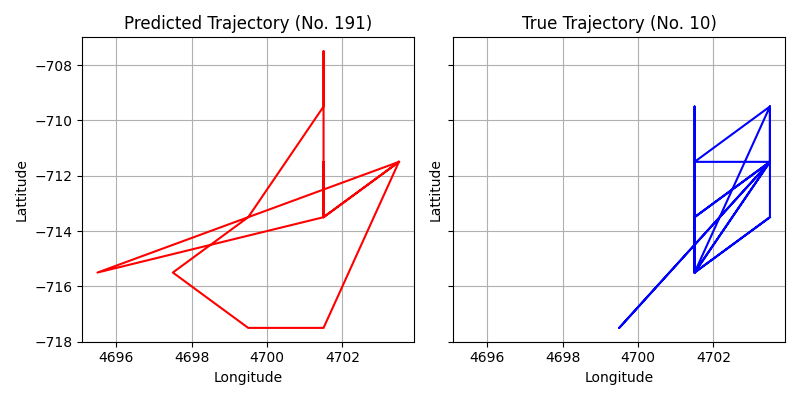 Predicted Trajectory (No. 191)
True Trajectory (No. 10)
Lattitude
−708
−710
−712
−714
−716
−718
4696
4698
4700
4702
Longitude
Lattitude
4696
4698
4700
4702
Longitude